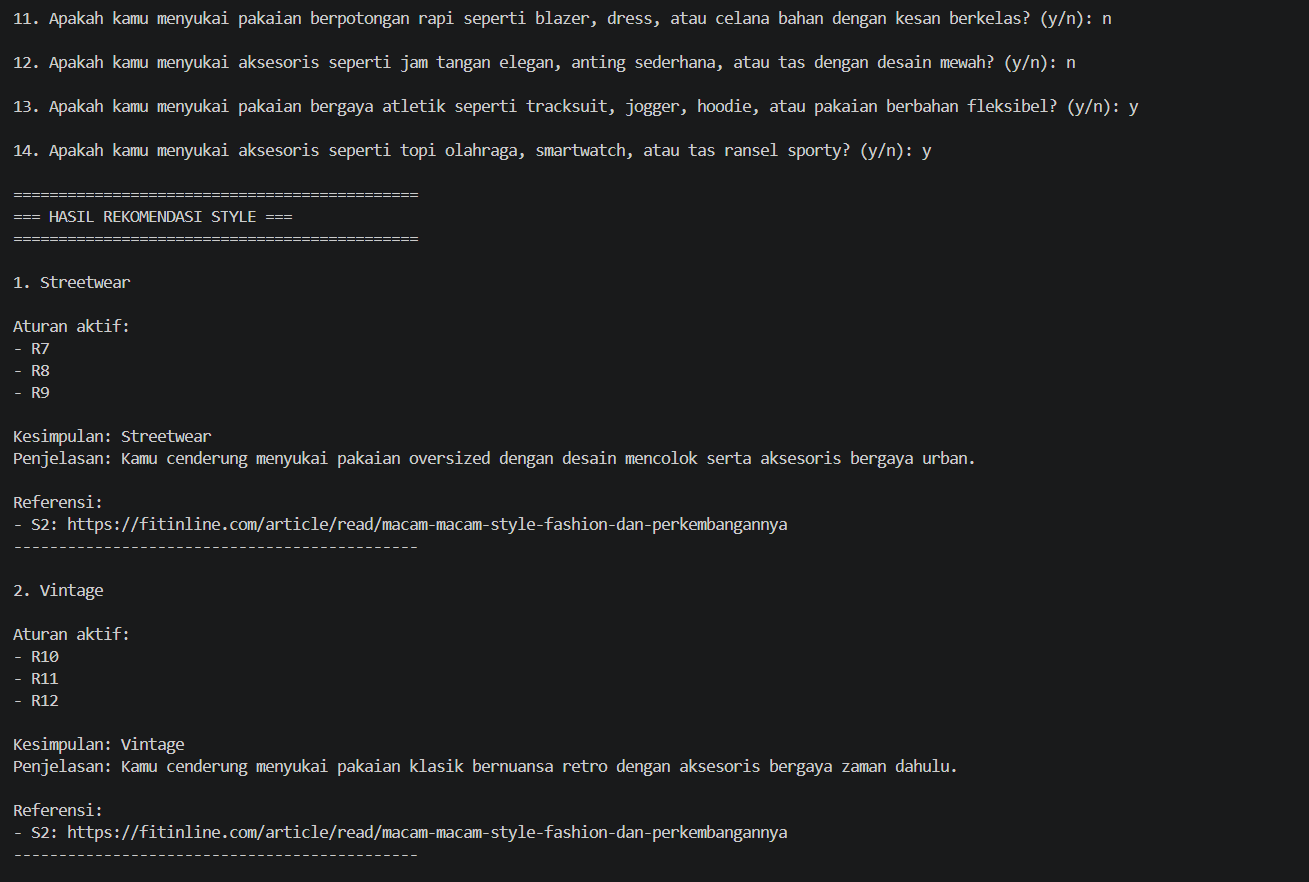 11. Apakah kamu menyukai pakaian berpotongan rapi seperti blazer, dress, atau celana bahan dengan kesan berkelas? (y/n): n
12. Apakah kamu menyukai aksesoris seperti jam tangan elegan, anting sederhana, atau tas dengan desain mewah? (y/n): n
13. Apakah kamu menyukai pakaian bergaya atletik seperti tracksuit, jogger, hoodie, atau pakaian berbahan fleksibel? (y/n): y
14. Apakah kamu menyukai aksesoris seperti topi olahraga, smartwatch, atau tas ransel sporty? (y/n): y
=============================================
=== HASIL REKOMENDASI STYLE ===
=============================================
1. Streetwear
Aturan aktif:
- R7
- R8
- R9
Kesimpulan: Streetwear
Penjelasan: Kamu cenderung menyukai pakaian oversized dengan desain mencolok serta aksesoris bergaya urban.
Referensi:
- S2: https://fitinline.com/article/read/macam-macam-style-fashion-dan-perkembangannya
---------------------------------------------
2. Vintage
Aturan aktif:
- R10
- R11
- R12
Kesimpulan: Vintage
Penjelasan: Kamu cenderung menyukai pakaian klasik bernuansa retro dengan aksesoris bergaya zaman dahulu.
Referensi:
- S2: https://fitinline.com/article/read/macam-macam-style-fashion-dan-perkembangannya
---------------------------------------------